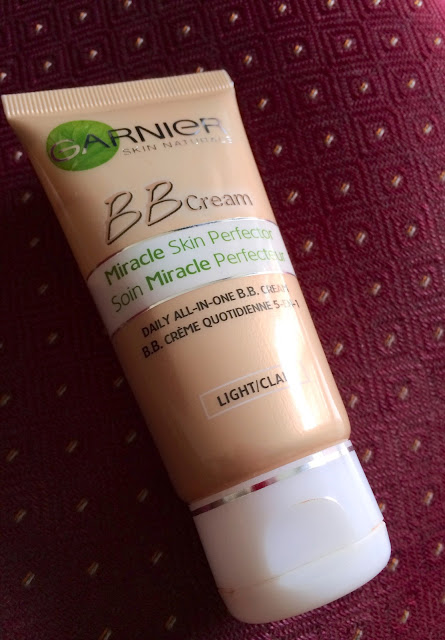 GARNIER
SKIN NATURALS
BB Cream
Miracle Skin Perfector
Soin Miracle Perfecteur
DAILY ALL-IN-ONE B.B. CREAM
B.B. CRÈME QUOTIDIENNE 5-EN-1
LIGHT/CLAIR